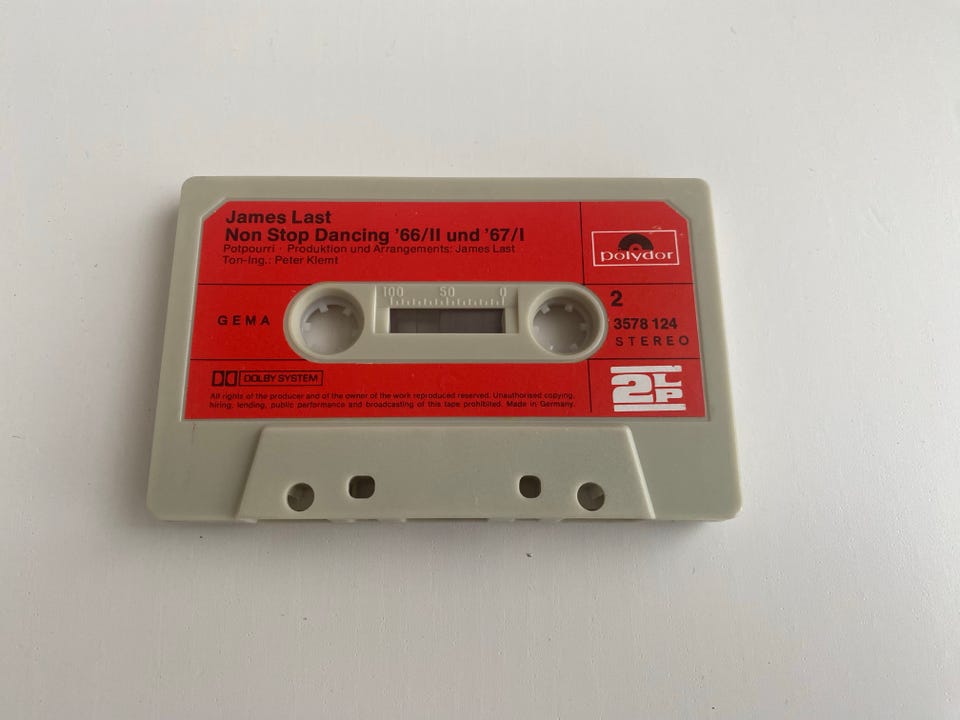 James Last
Non Stop Dancing '66/II und '67/I
Potpourri · Produktion und Arrangements: James Last
Ton-Ing.: Peter Klemt
polydor
100 50 0
GEMA
2
3578 124
STEREO
DOLBY SYSTEM
All rights of the producer and of the owner of the work reproduced reserved. Unauthorised copying,
hiring, lending, public performance and broadcasting of this tape prohibited. Made in Germany.
2LP